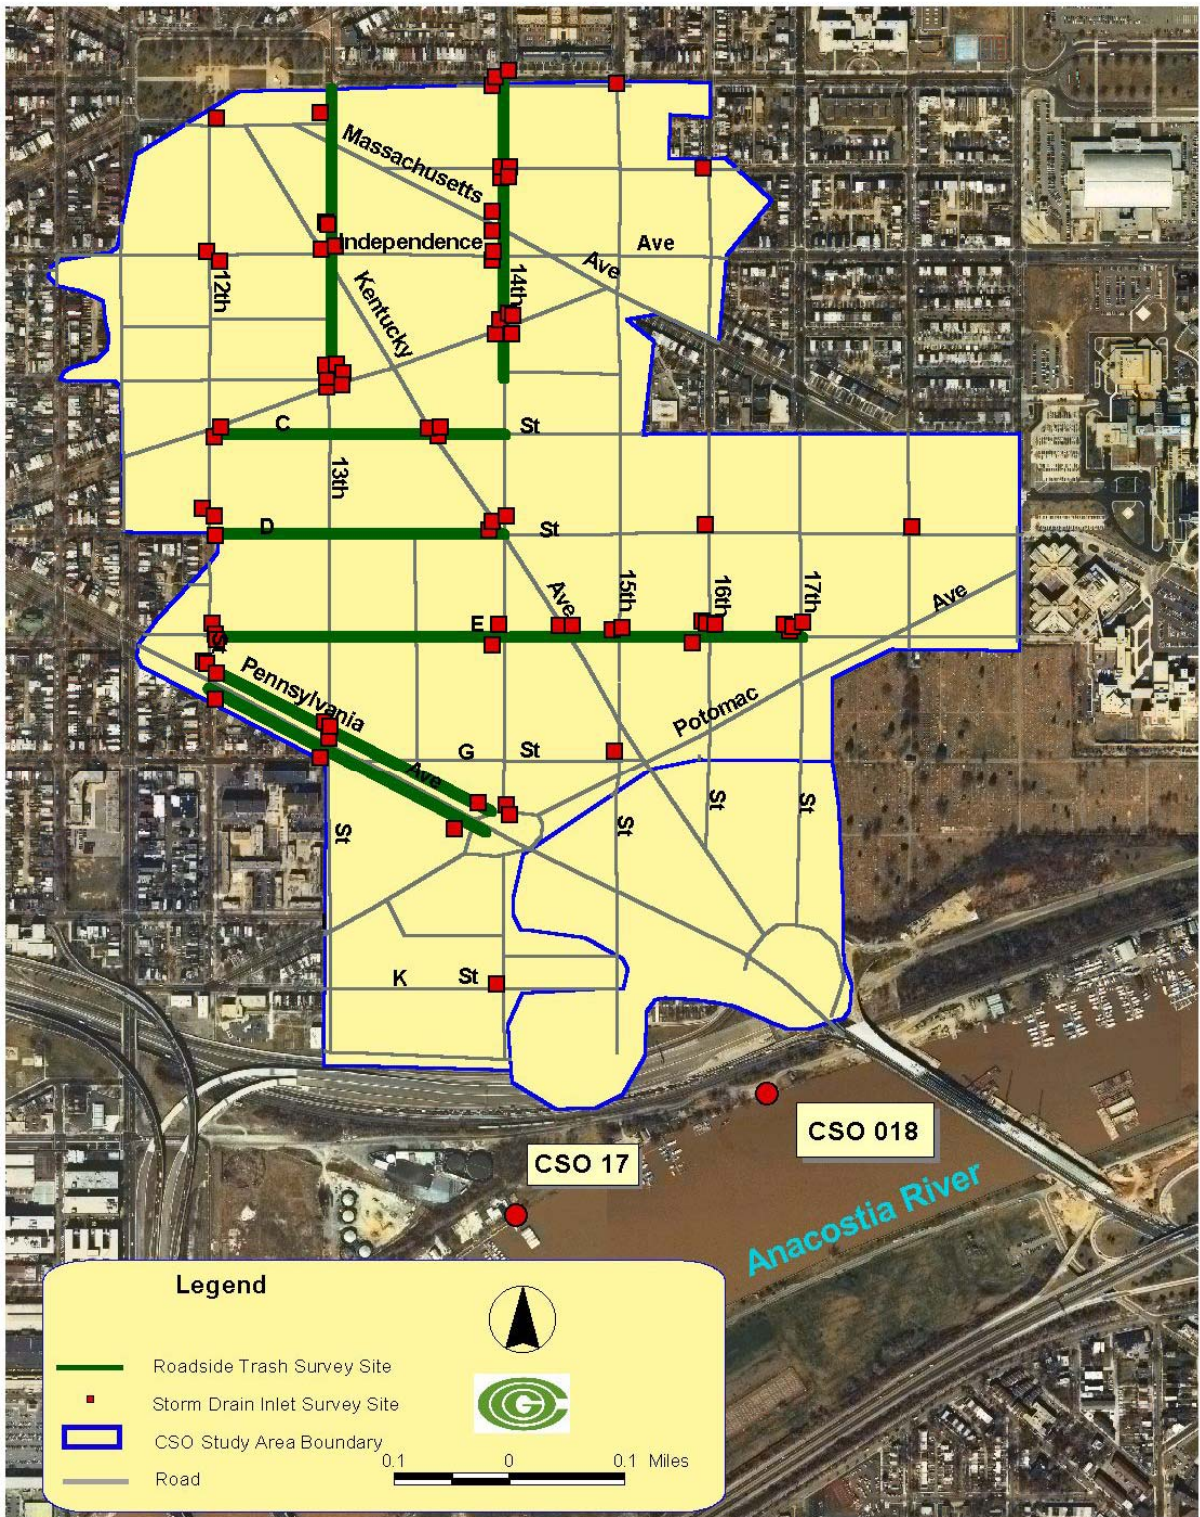 Massachusetts
Independence
Ave
Ave
12th
Kentucky
14th
C
St
13th
D
St
Ave
15th
16th
17th
Ave
E
St
Pennsylvania
Potomac
G
St
Ave
St
St
St
St
K
St
CSO 018
CSO 17
Anacostia River
Legend
Roadside Trash Survey Site
Storm Drain Inlet Survey Site
CSO Study Area Boundary
Road
COG
0.1 0 0.1 Miles